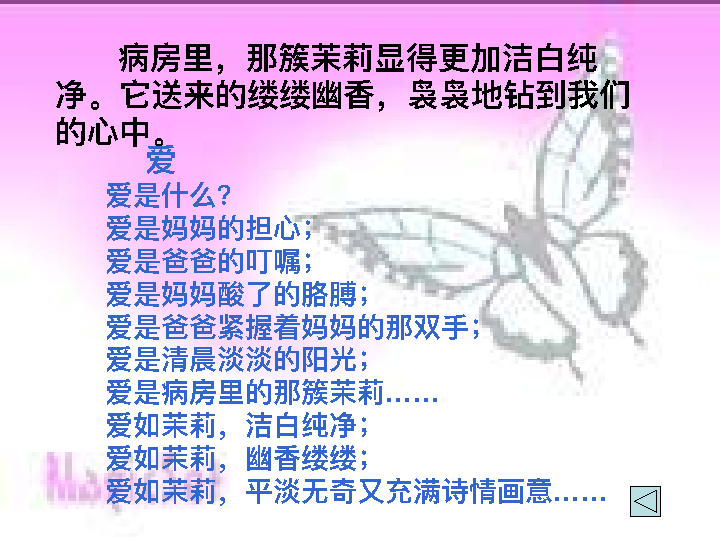 病房里，那簇茉莉显得更加洁白纯
净。它送来的缕缕幽香，袅袅地钻到我们
的心中。
爱
爱是什么？
爱是妈妈的担心；
爱是爸爸的叮嘱；
爱是妈妈酸了的胳膊；
爱是爸爸紧握着妈妈的那双手；
爱是清晨淡淡的阳光；
爱是病房里的那簇茉莉……
爱如茉莉，洁白纯净；
爱如茉莉，幽香缕缕；
爱如茉莉，平淡无奇又充满诗情画意……